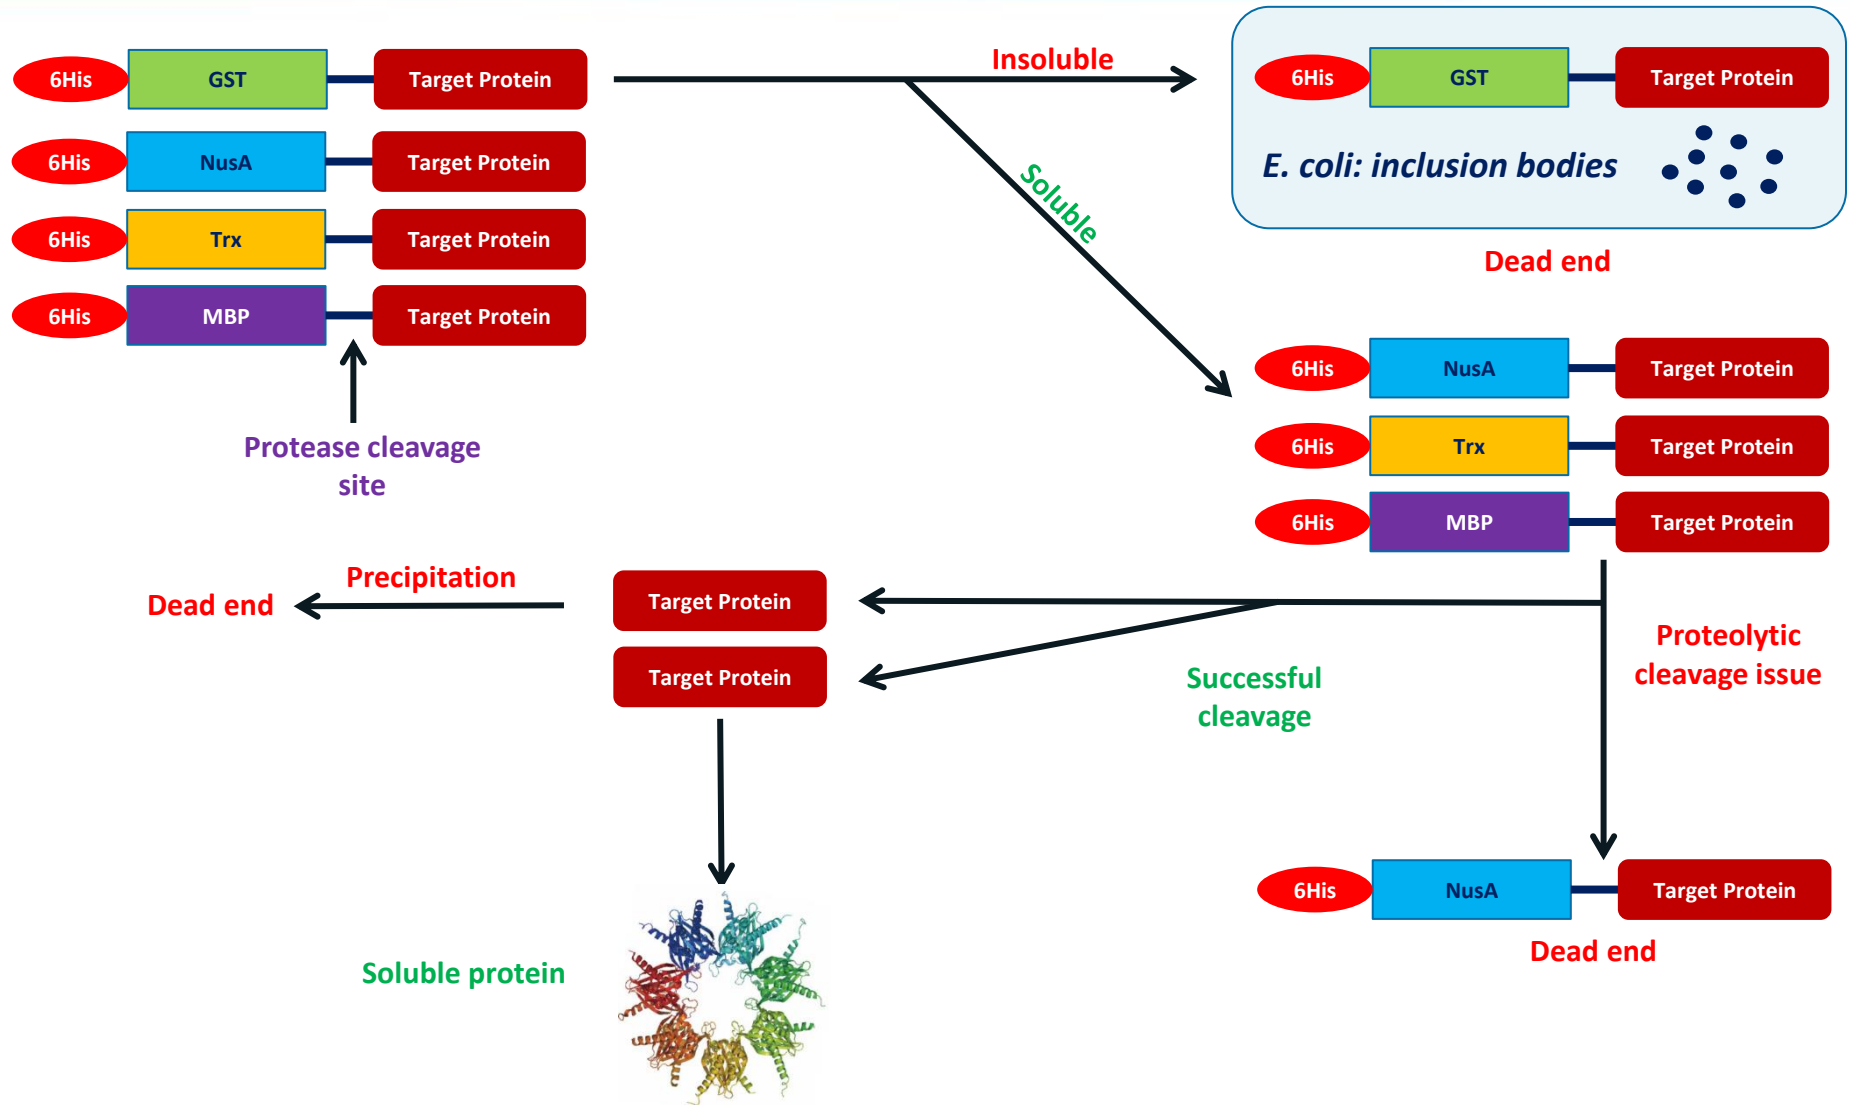 6His GST Target Protein
6His NusA Target Protein
6His Trx Target Protein
6His MBP Target Protein
Protease cleavage
site
Insoluble
Soluble
6His GST Target Protein
E. coli: inclusion bodies
Dead end
6His NusA Target Protein
6His Trx Target Protein
6His MBP Target Protein
Proteolytic
cleavage issue
6His NusA Target Protein
Dead end
Successful
cleavage
Target Protein
Target Protein
Precipitation
Dead end
Soluble protein